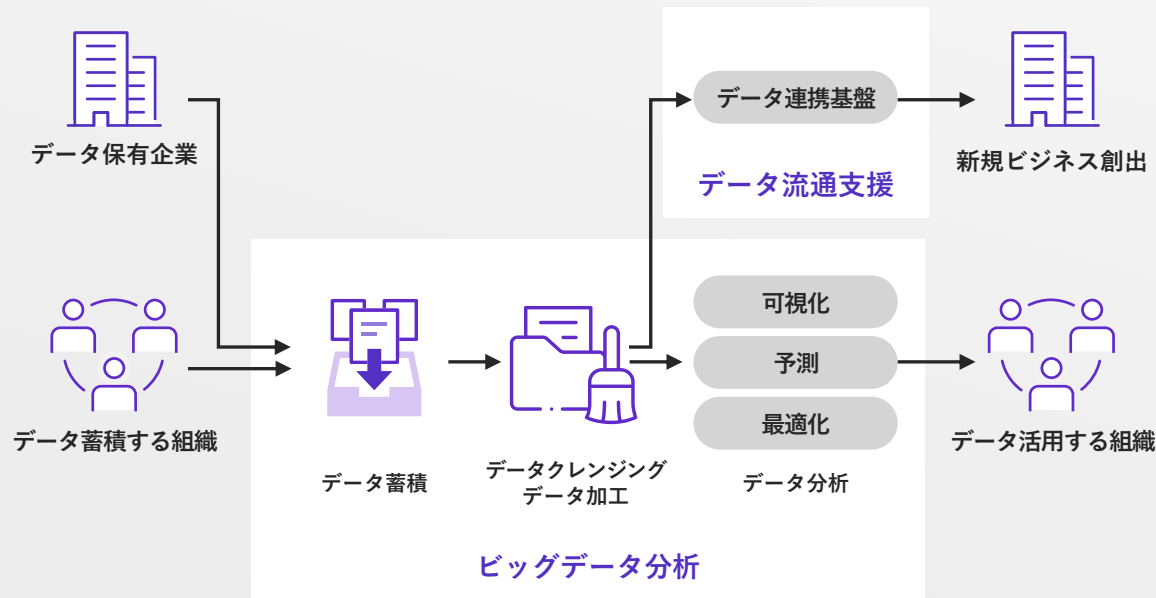 データ保有企業
データ連携基盤
データ流通支援
新規ビジネス創出
データ蓄積する組織
データ蓄積
データクレンジング
データ加工
可視化
予測
最適化
データ分析
ビッグデータ分析
データ活用する組織